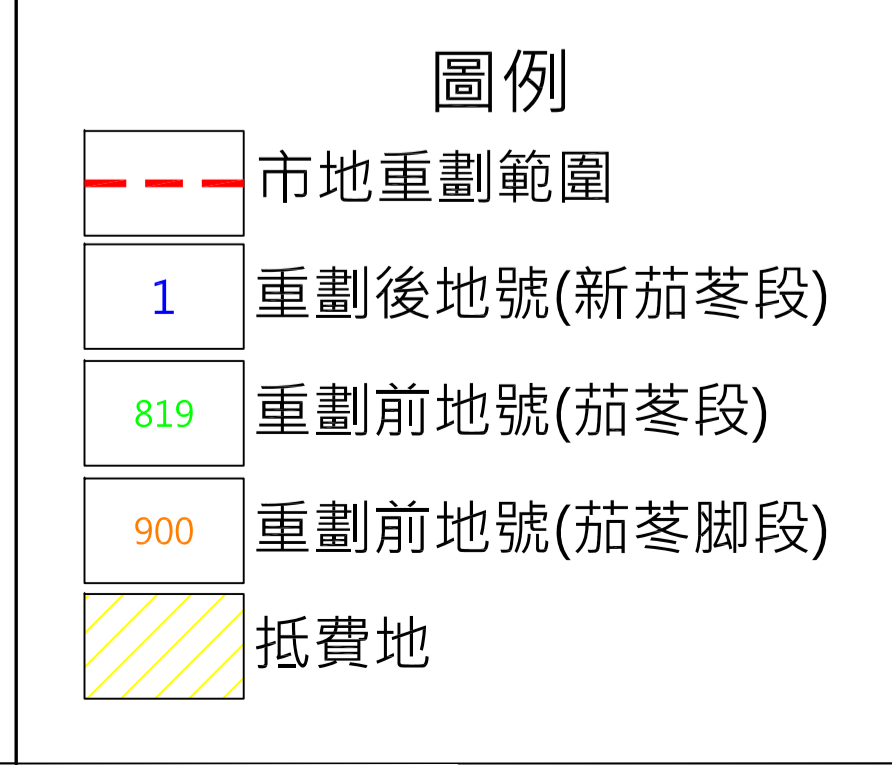 圖例
市地重劃範圍
1 重劃後地號(新茄苳段)
819 重劃前地號(茄苳段)
900 重劃前地號(茄苳脚段)
抵費地